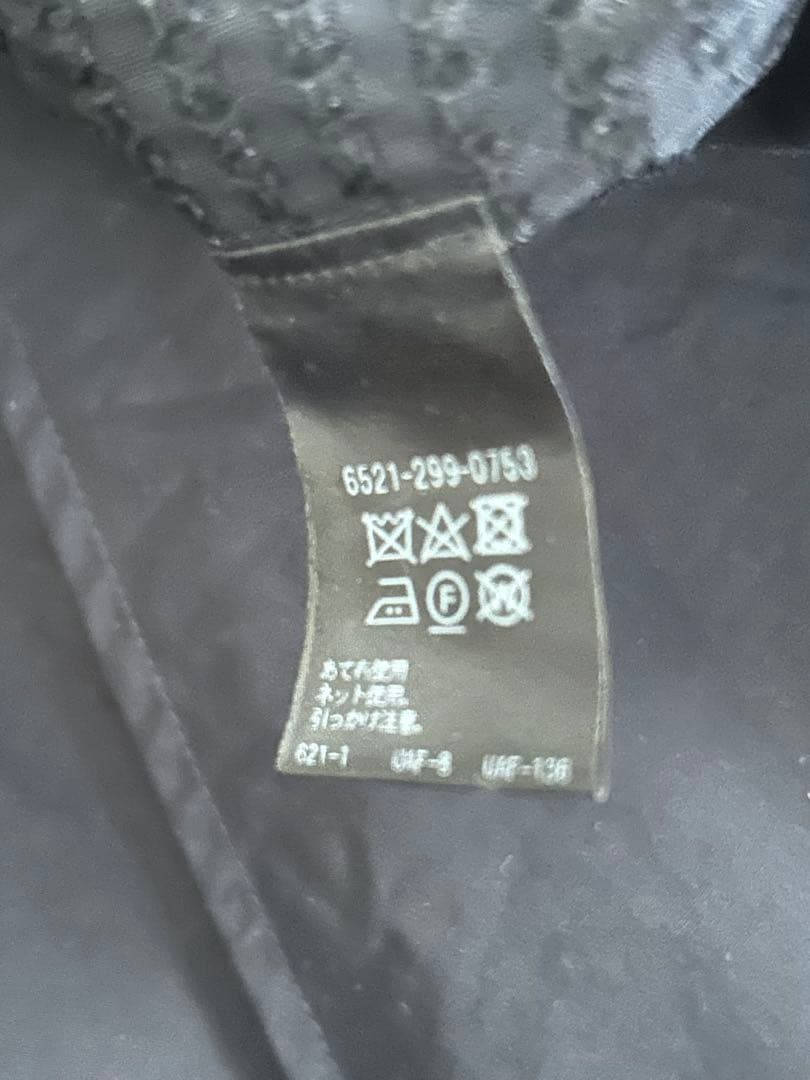 6521-299-0753
F W
あて布使用
ネット使用。
引っかけ注意。
621-1 UAF-8 UAF-136